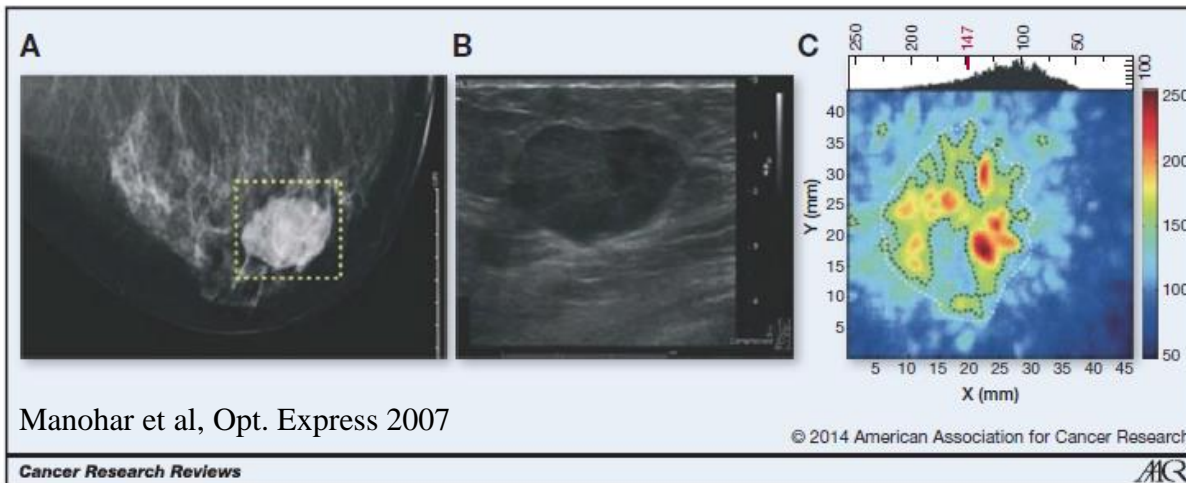 A
B
C
250
200
147
100
50
100
40
35
30
25
20
15
10
5
Y (mm)
5 10 15 20 25 30 35 40 45
X (mm)
250
200
150
100
50
Manohar et al, Opt. Express 2007
© 2014 American Association for Cancer Research
Cancer Research Reviews
AACR